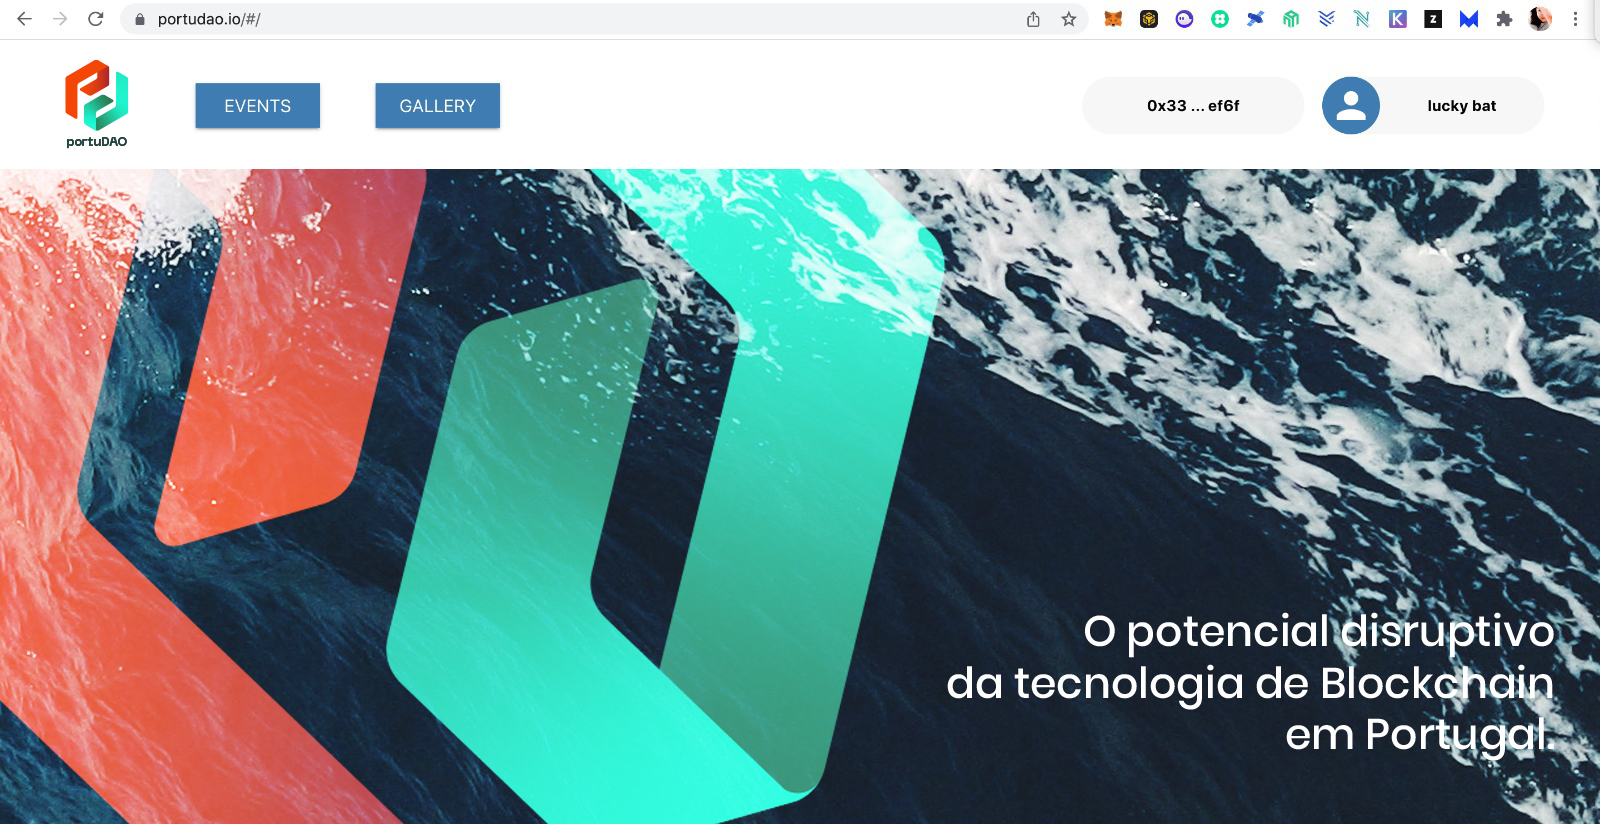 portudao.io/#/
portuDAO
EVENTS
GALLERY
0x33 ... ef6f
lucky bat
O potencial disruptivo
da tecnologia de Blockchain
em Portugal.